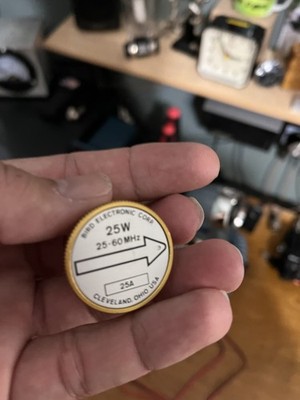 BIRD ELECTRONIC CORP.
25W
25-60 MHz
25A
CLEVELAND, OHIO USA